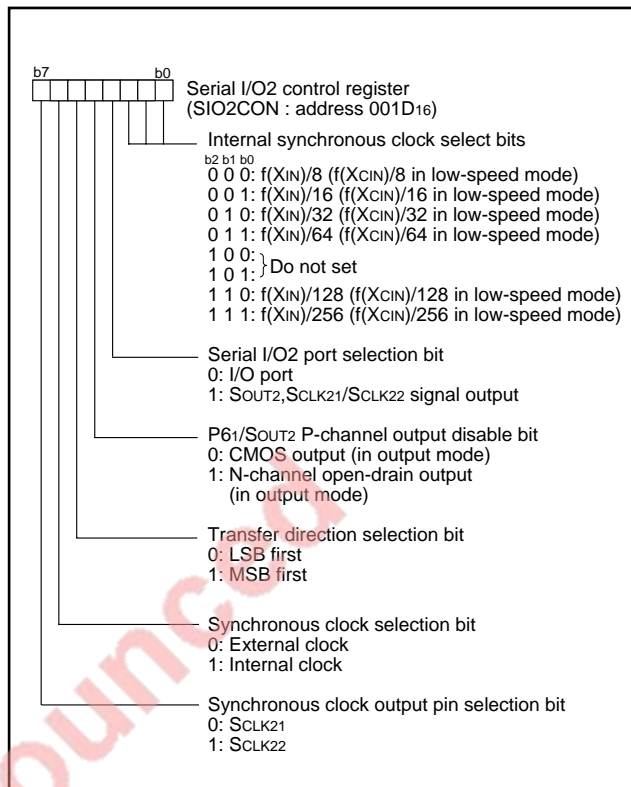 b7 b0
Serial I/O2 control register
(SIO2CON : address 001D16)
Internal synchronous clock select bits
b2 b1 b0
0 0 0: f(XIN)/8 (f(XCIN)/8 in low-speed mode)
0 0 1: f(XIN)/16 (f(XCIN)/16 in low-speed mode)
0 1 0: f(XIN)/32 (f(XCIN)/32 in low-speed mode)
0 1 1: f(XIN)/64 (f(XCIN)/64 in low-speed mode)
1 0 0:
1 0 1:
Do not set
1 1 0: f(XIN)/128 (f(XCIN)/128 in low-speed mode)
1 1 1: f(XIN)/256 (f(XCIN)/256 in low-speed mode)
Serial I/O2 port selection bit
0: I/O port
1: SOUT2,SCLK21/SCLK22 signal output
P61/SOUT2 P-channel output disable bit
0: CMOS output (in output mode)
1: N-channel open-drain output
(in output mode)
Transfer direction selection bit
0: LSB first
1: MSB first
Synchronous clock selection bit
0: External clock
1: Internal clock
Synchronous clock output pin selection bit
0: SCLK21
1: SCLK22
ounced